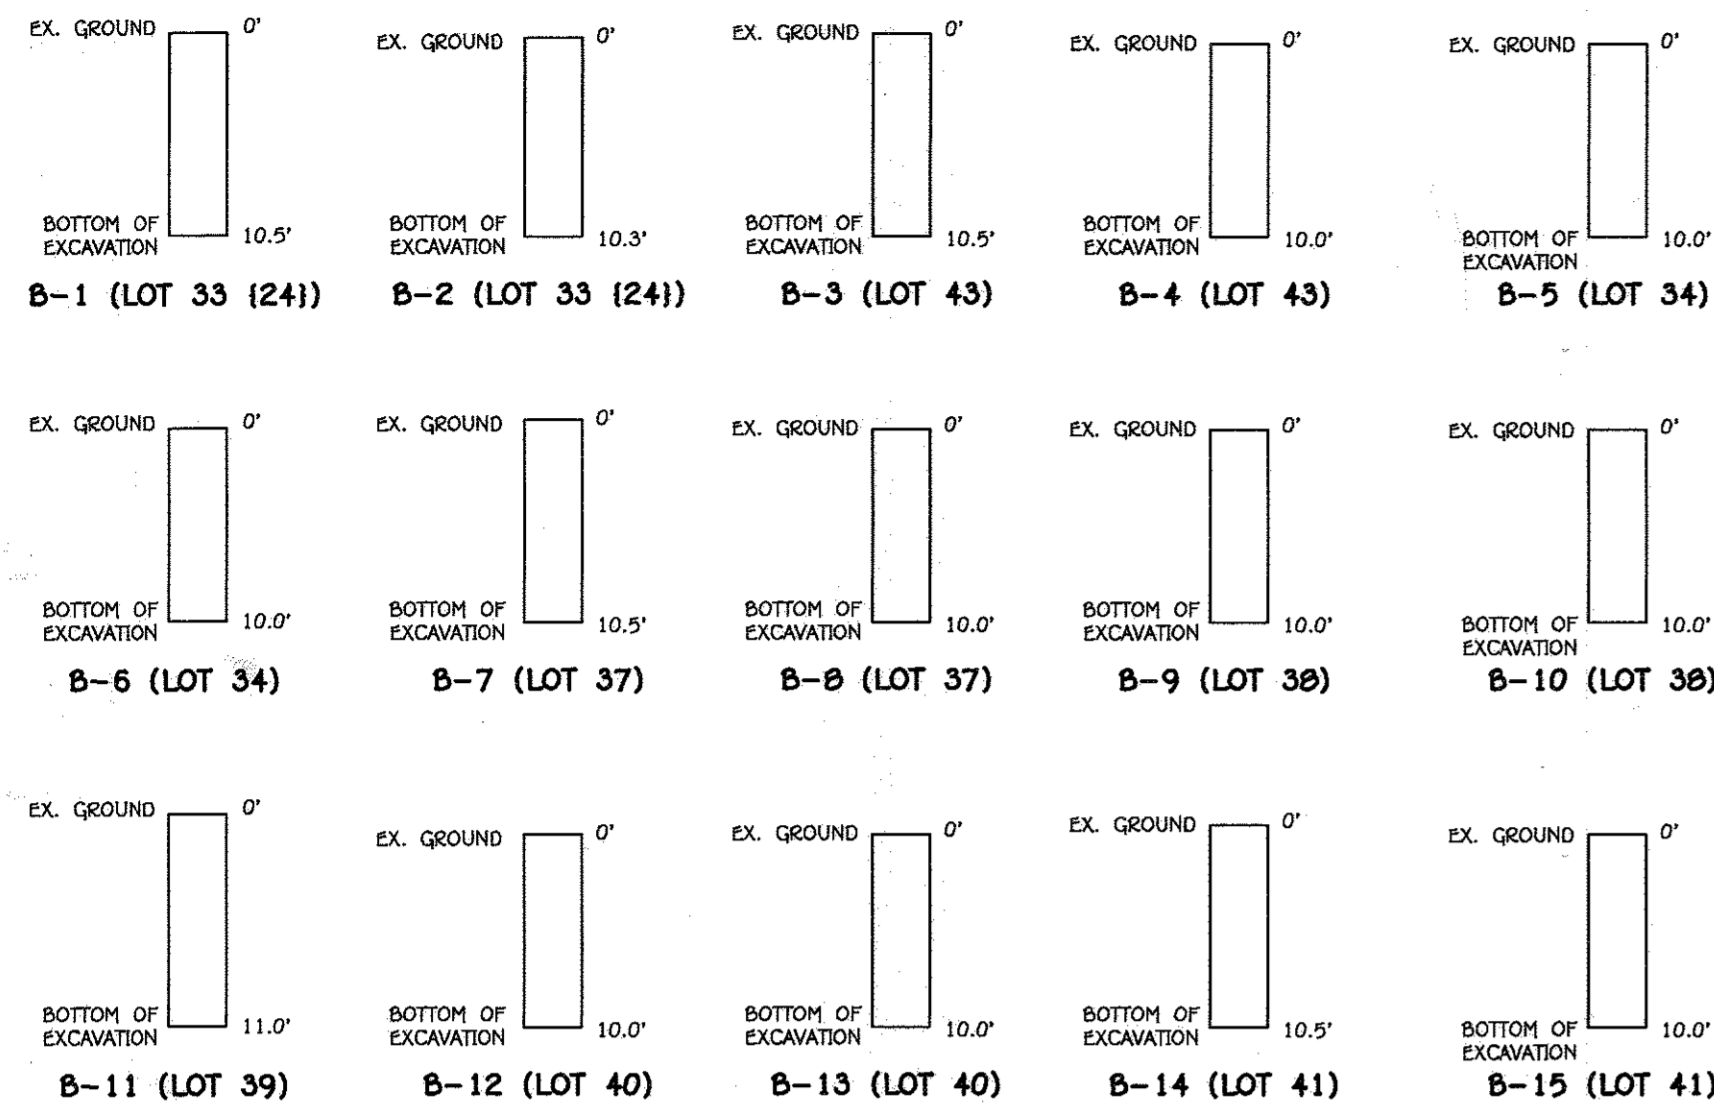 EX. GROUND 0'
BOTTOM OF
EXCAVATION 10.5'
B-1 (LOT 33 {24})
EX. GROUND 0'
BOTTOM OF
EXCAVATION 10.3'
B-2 (LOT 33 {24})
EX. GROUND 0'
BOTTOM OF
EXCAVATION 10.5'
B-3 (LOT 43)
EX. GROUND 0'
BOTTOM OF
EXCAVATION 10.0'
B-4 (LOT 43)
EX. GROUND 0'
BOTTOM OF 10.0'
EXCAVATION
B-5 (LOT 34)
EX. GROUND 0'
BOTTOM OF
EXCAVATION 10.0'
B-6 (LOT 34)
EX. GROUND 0'
BOTTOM OF
EXCAVATION 10.5'
B-7 (LOT 37)
EX. GROUND 0'
BOTTOM OF
EXCAVATION 10.0'
B-8 (LOT 37)
EX. GROUND 0'
BOTTOM OF
EXCAVATION 10.0'
B-9 (LOT 38)
EX. GROUND 0'
BOTTOM OF 10.0'
EXCAVATION
B-10 (LOT 38)
EX. GROUND 0'
BOTTOM OF
EXCAVATION 11.0'
B-11 (LOT 39)
EX. GROUND 0'
BOTTOM OF
EXCAVATION 10.0'
B-12 (LOT 40)
EX. GROUND 0'
BOTTOM OF
EXCAVATION 10.0'
B-13 (LOT 40)
EX. GROUND 0'
BOTTOM OF
EXCAVATION 10.5'
B-14 (LOT 41)
EX. GROUND 0'
BOTTOM OF 10.0'
EXCAVATION
B-15 (LOT 41)